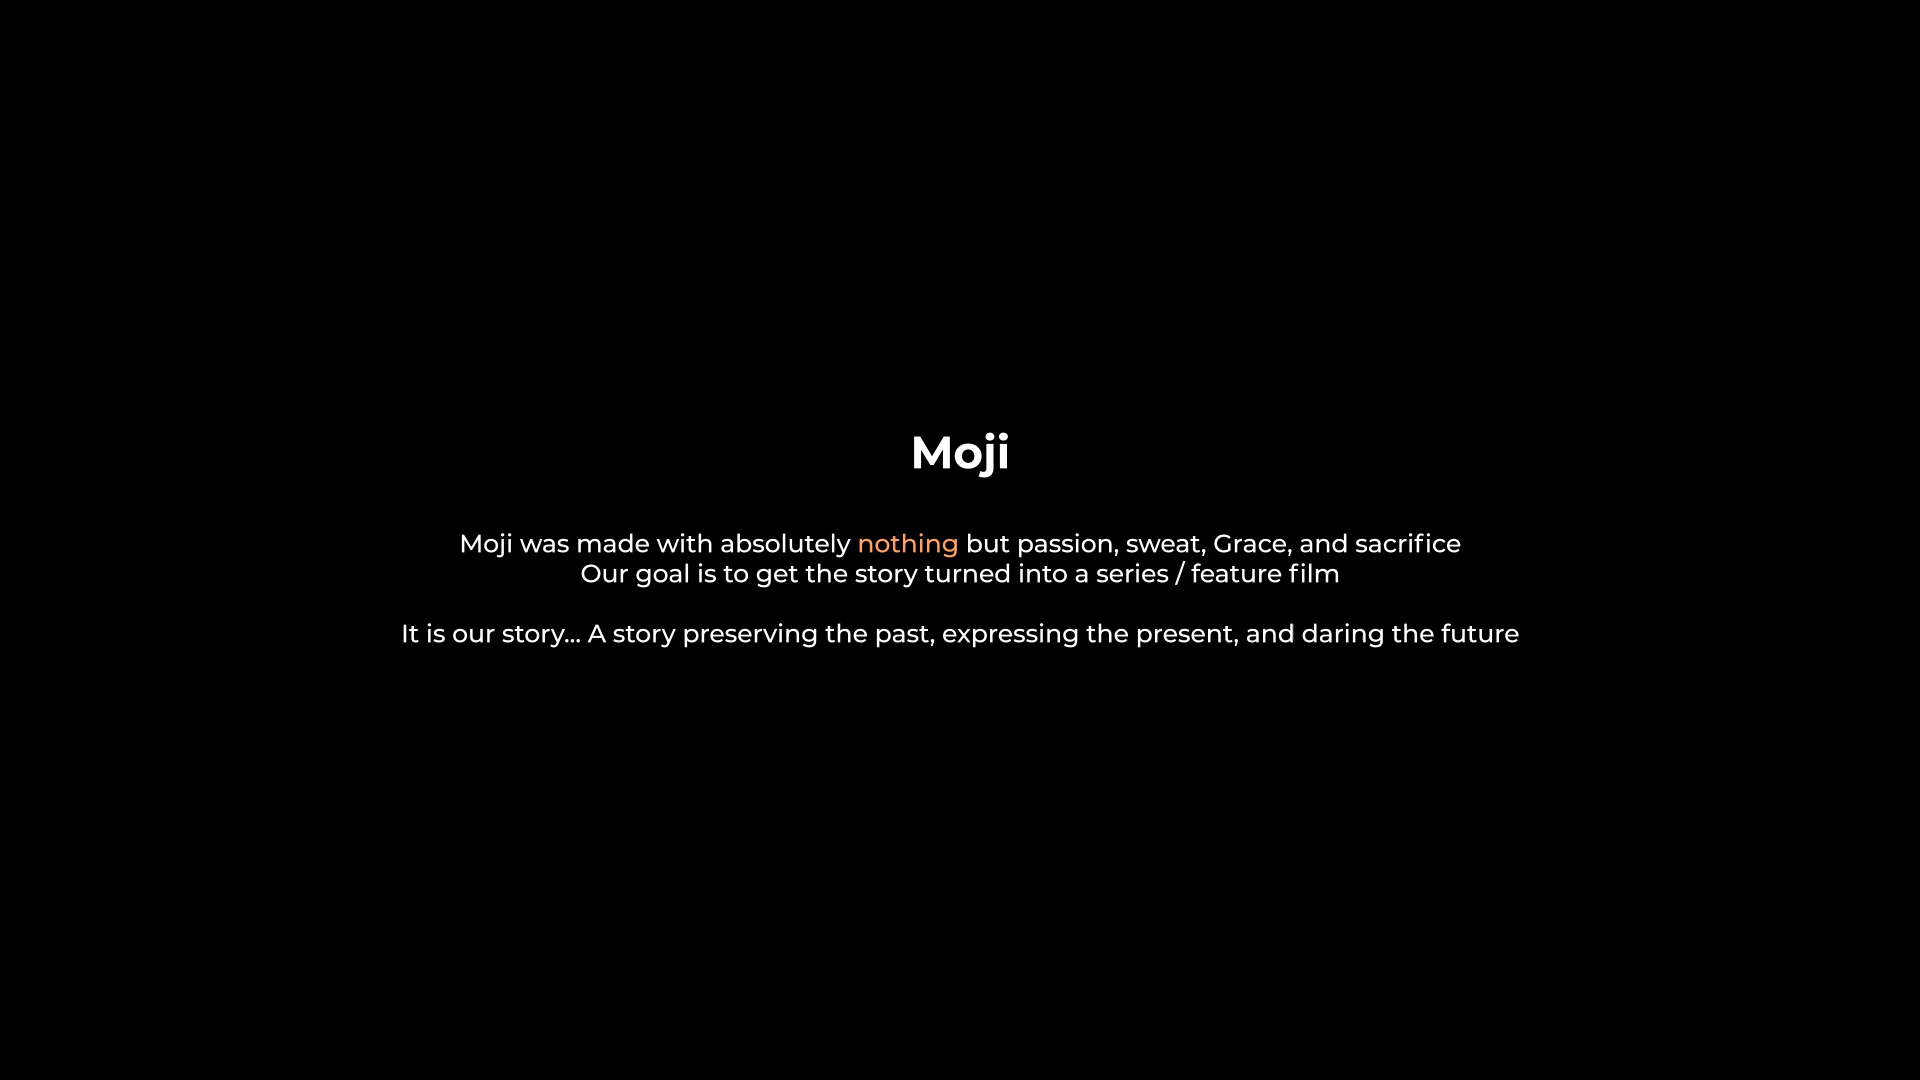 Moji
Moji was made with absolutely nothing but passion, sweat, Grace, and sacrifice
Our goal is to get the story turned into a series / feature film
It is our story... A story preserving the past, expressing the present, and daring the future